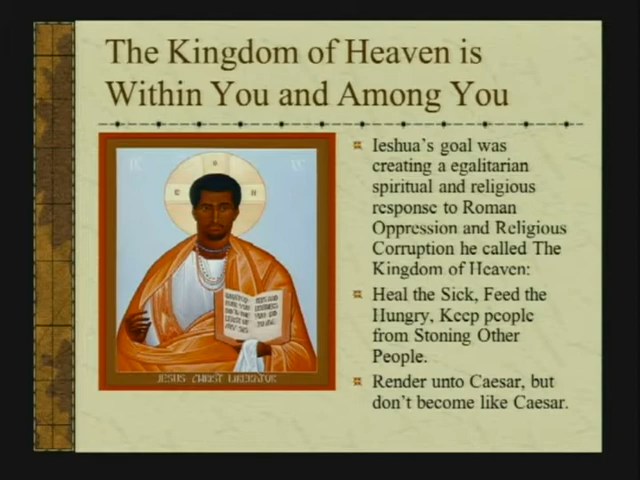 The Kingdom of Heaven is
Within You and Among You
Ieshua's goal was
creating a egalitarian
spiritual and religious
response to Roman
Oppression and Religious
Corruption he called The
Kingdom of Heaven:
Heal the Sick, Feed the
Hungry, Keep people
from Stoning Other
People.
Render unto Caesar, but
don't become like Caesar.
JESUS CHRIST LIBERATOR